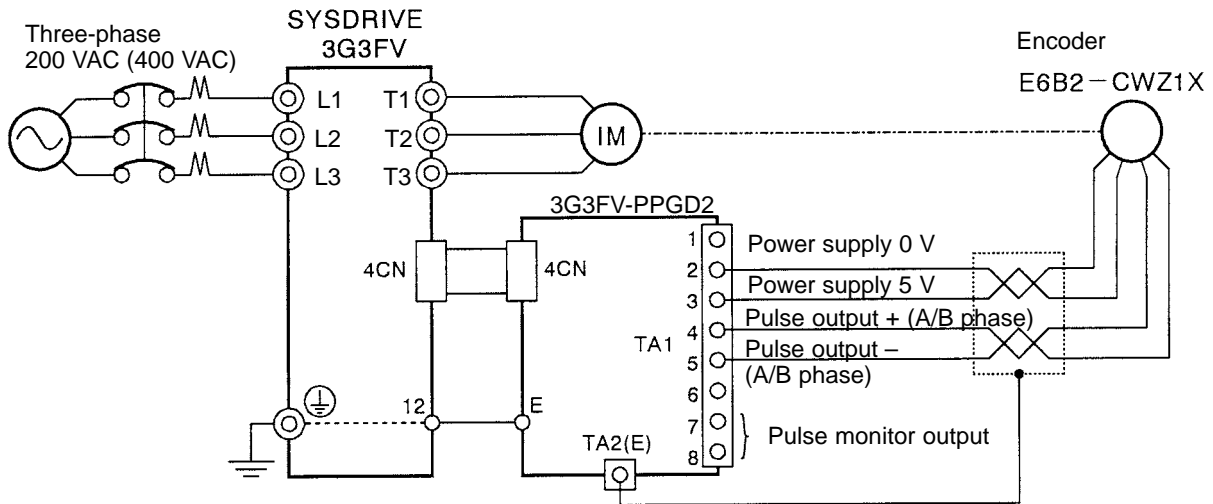 Three-phase
200 VAC (400 VAC)
SYSDRIVE
3G3FV
Encoder
E6B2-CWZ1X
L1
T1
L2
T2
IM
L3
T3
3G3FV-PPGD2
4CN
4CN
TA1
1
2
Power supply 0 V
3
Power supply 5 V
4
Pulse output + (A/B phase)
5
Pulse output –
(A/B phase)
6
7
8
Pulse monitor output
12
E
TA2(E)